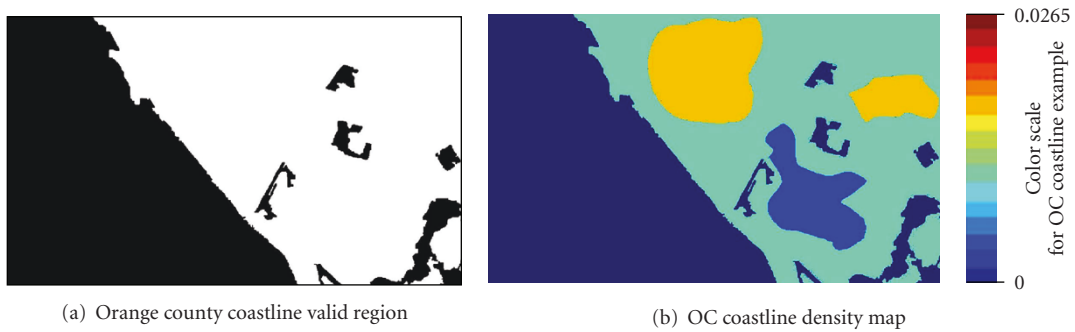 0.0265
Color scale
for OC coastline example
0
(a) Orange county coastline valid region
(b) OC coastline density map